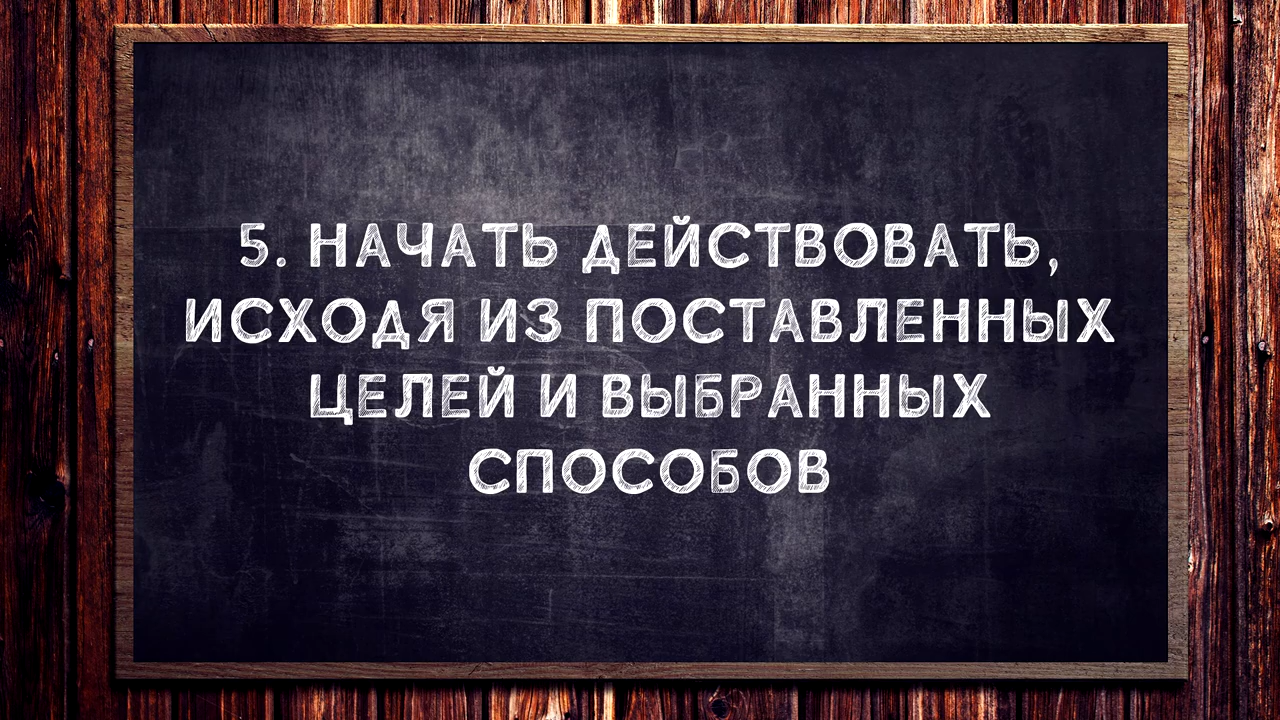 5. НАЧАТЬ ДЕЙСТВОВАТЬ,
ИСХОДЯ ИЗ ПОСТАВЛЕННЫХ
ЦЕЛЕЙ И ВЫБРАННЫХ
СПОСОБОВ